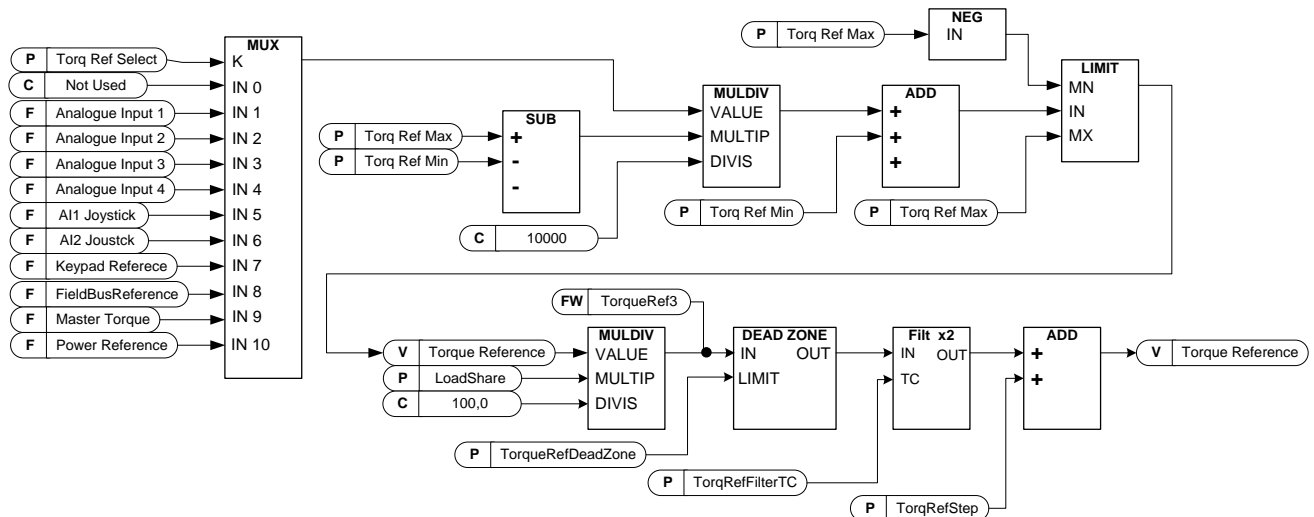 MUX
P Torq Ref Select K
C Not Used IN 0
F Analogue Input 1 IN 1
F Analogue Input 2 IN 2
F Analogue Input 3 IN 3
F Analogue Input 4 IN 4
F AI1 Joystick IN 5
F AI2 Joustck IN 6
F Keypad Referece IN 7
F FieldBusReference IN 8
F Master Torque IN 9
F Power Reference IN 10
SUB
P Torq Ref Max +
P Torq Ref Min -
-
C 10000
MULDIV
VALUE
MULTIP
DIVIS
P Torq Ref Min
ADD
+
+
+
P Torq Ref Max
NEG
P Torq Ref Max IN
LIMIT
MN
IN
MX
FW TorqueRef3
MULDIV
V Torque Reference VALUE
P LoadShare MULTIP
C 100,0 DIVIS
DEAD ZONE
IN OUT
LIMIT
P TorqueRefDeadZone
Filt x2
IN OUT
TC
P TorqRefFilterTC
ADD
+
+
P TorqRefStep
V Torque Reference